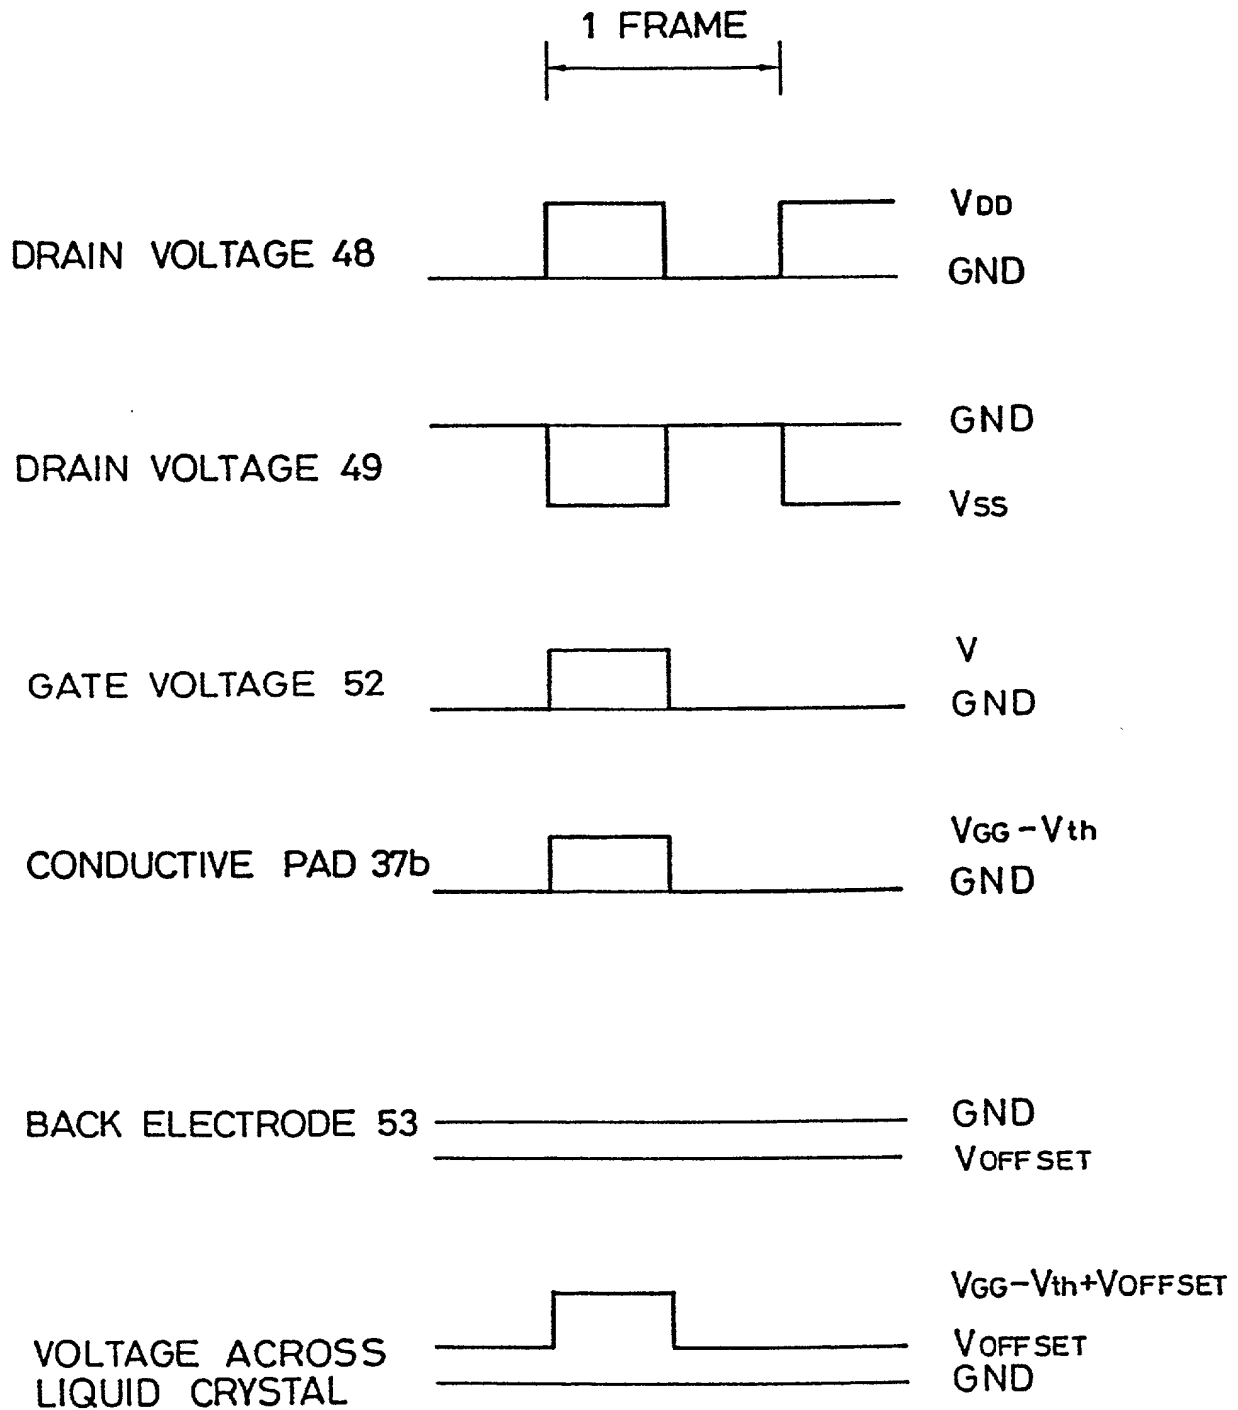 1 FRAME
VDD
DRAIN VOLTAGE 48
GND
GND
DRAIN VOLTAGE 49
VSS
V
GATE VOLTAGE 52
GND
VGG-Vth
CONDUCTIVE PAD 37b
GND
GND
BACK ELECTRODE 53
VOFFSET
VGG-Vth+VOFFSET
VOLTAGE ACROSS
LIQUID CRYSTAL
VOFFSET
GND